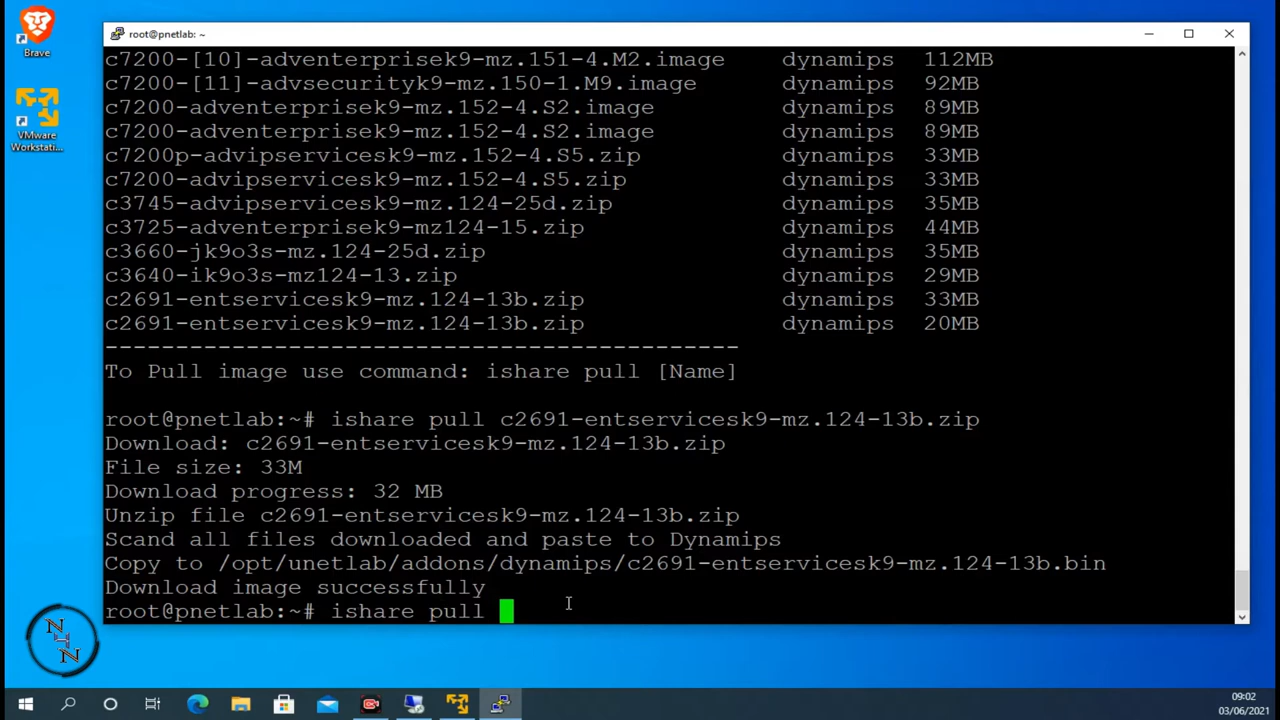 Brave
VMware
Workstati...
root@pnetlab: ~
c7200-[10]-adventerprisek9-mz.151-4.M2.image dynamips 112MB
c7200-[11]-advsecurityk9-mz.150-1.M9.image dynamips 92MB
c7200-adventerprisek9-mz.152-4.S2.image dynamips 89MB
c7200-adventerprisek9-mz.152-4.S2.image dynamips 89MB
c7200p-advipservicesk9-mz.152-4.S5.zip dynamips 33MB
c7200-advipservicesk9-mz.152-4.S5.zip dynamips 33MB
c3745-advipservicesk9-mz.124-25d.zip dynamips 35MB
c3725-adventerprisek9-mz124-15.zip dynamips 44MB
c3660-jk9o3s-mz.124-25d.zip dynamips 35MB
c3640-ik9o3s-mz124-13.zip dynamips 29MB
c2691-entservicesk9-mz.124-13b.zip dynamips 33MB
c2691-entservicesk9-mz.124-13b.zip dynamips 20MB
---------------------------------------------
To Pull image use command: ishare pull [Name]
root@pnetlab:~# ishare pull c2691-entservicesk9-mz.124-13b.zip
Download: c2691-entservicesk9-mz.124-13b.zip
File size: 33M
Download progress: 32 MB
Unzip file c2691-entservicesk9-mz.124-13b.zip
Scand all files downloaded and paste to Dynamips
Copy to /opt/unetlab/addons/dynamips/c2691-entservicesk9-mz.124-13b.bin
Download image successfully
root@pnetlab:~# ishare pull
N
H
N
09:02
03/06/2021